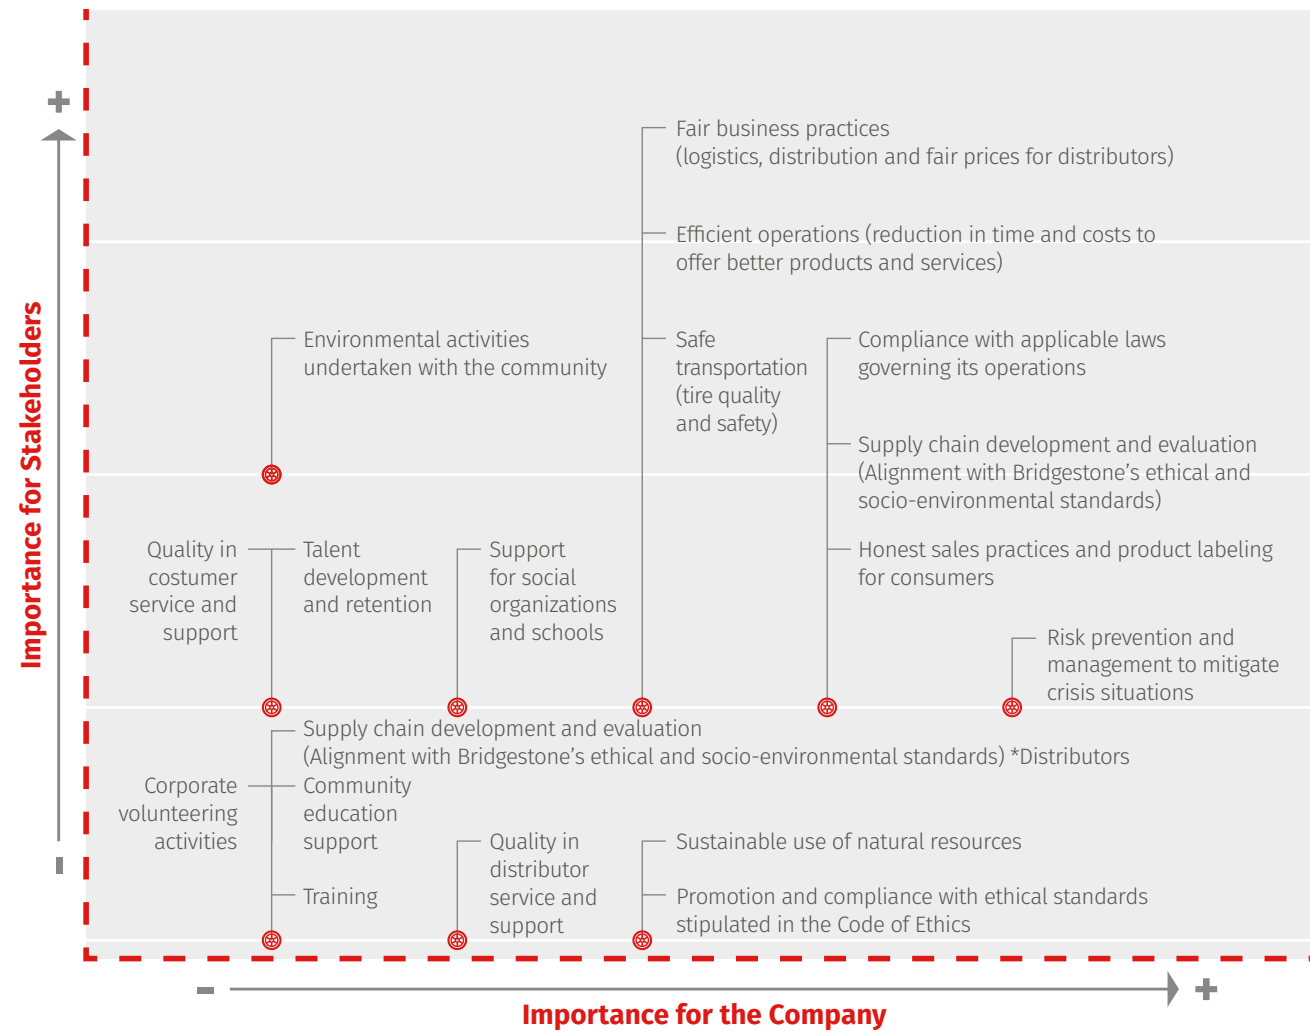 +
Fair business practices
(logistics, distribution and fair prices for distributors)
Efficient operations (reduction in time and costs to
offer better products and services)
Environmental activities
undertaken with the community
Safe
transportation
(tire quality
and safety)
Compliance with applicable laws
governing its operations
Supply chain development and evaluation
(Alignment with Bridgestone's ethical and
socio-environmental standards)
Importance for Stakeholders
Quality in
costumer
service and
support
Talent
development
and retention
Support
for social
organizations
and schools
Honest sales practices and product labeling
for consumers
Risk prevention and
management to mitigate
crisis situations
Supply chain development and evaluation
(Alignment with Bridgestone's ethical and socio-environmental standards) *Distributors
Corporate
volunteering
activities
Community
education
support
Training
Quality in
distributor
service and
support
Sustainable use of natural resources
Promotion and compliance with ethical standards
stipulated in the Code of Ethics
-
-
+
Importance for the Company